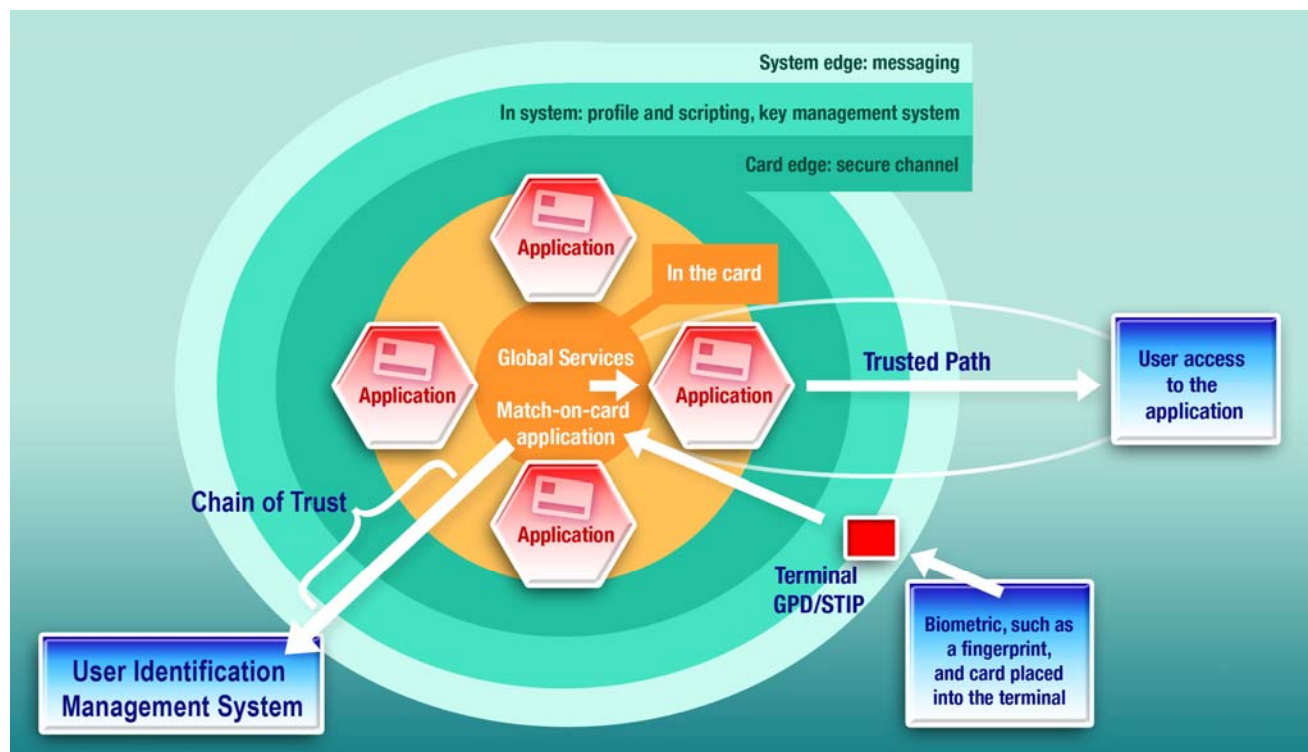 System edge: messaging
In system: profile and scripting, key management system
Card edge: secure channel
Application
In the card
Global Services
Application
Application
Match-on-card
application
Application
Trusted Path
User access
to the
application
Chain of Trust
Terminal
GPD/STIP
Biometric, such as
a fingerprint,
and card placed
into the terminal
User Identification
Management System